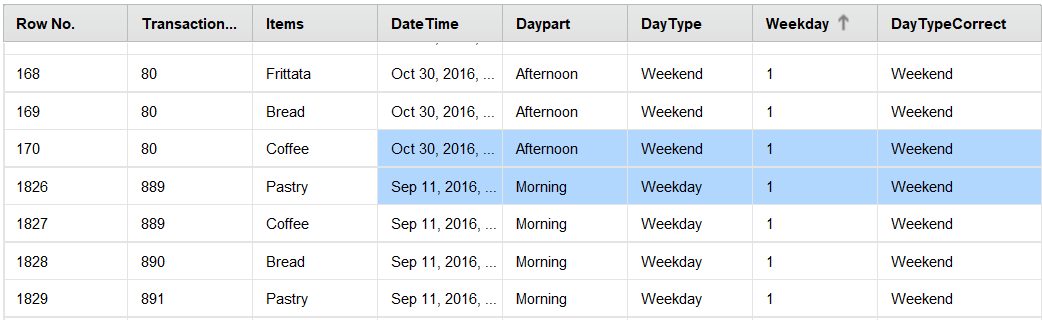 Row No. Transaction... Items DateTime Daypart DayType Weekday DayTypeCorrect
168 80 Frittata Oct 30, 2016, ... Afternoon Weekend 1 Weekend
169 80 Bread Oct 30, 2016, ... Afternoon Weekend 1 Weekend
170 80 Coffee Oct 30, 2016, ... Afternoon Weekend 1 Weekend
1826 889 Pastry Sep 11, 2016, ... Morning Weekday 1 Weekend
1827 889 Coffee Sep 11, 2016, ... Morning Weekday 1 Weekend
1828 890 Bread Sep 11, 2016, ... Morning Weekday 1 Weekend
1829 891 Pastry Sep 11, 2016, ... Morning Weekday 1 Weekend